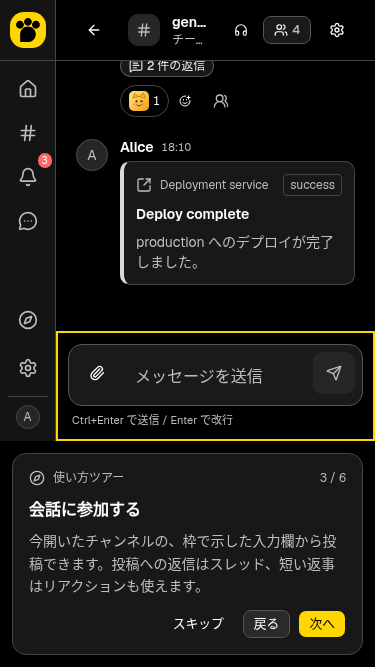 gen…
チー…
4
2 件の返信
1
3
A
Alice 18:10
Deployment service success
Deploy complete
production へのデプロイが完了
しました。
メッセージを送信
Ctrl+Enter で送信 / Enter で改行
A
使い方ツアー 3 / 6
会話に参加する
今開いたチャンネルの、枠で示した入力欄から投
稿できます。投稿への返信はスレッド、短い返事
はリアクションも使えます。
スキップ 戻る 次へ